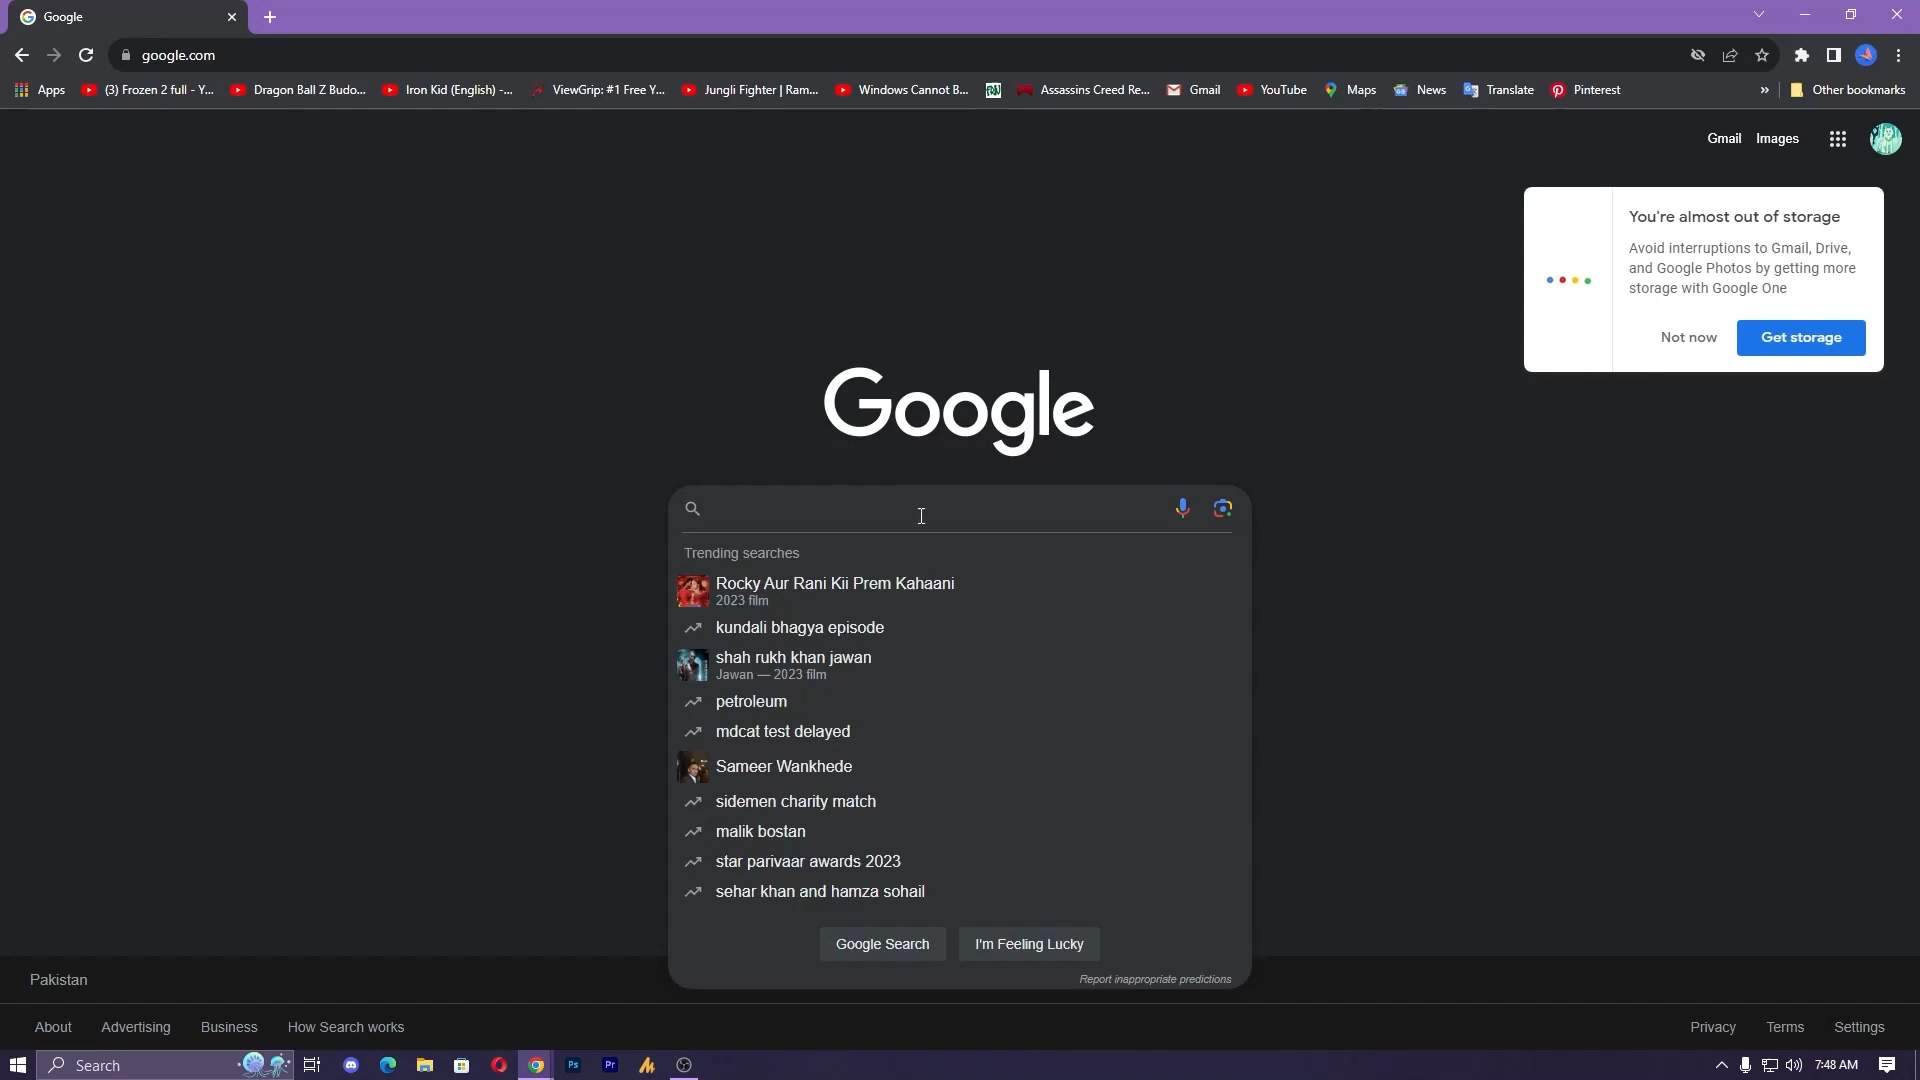 Google
google.com
Apps
(3) Frozen 2 full - Y...
Dragon Ball Z Budo...
Iron Kid (English) -...
ViewGrip: #1 Free Y...
Jungli Fighter | Ram...
Windows Cannot B...
Assassins Creed Re...
Gmail
YouTube
Maps
News
Translate
Pinterest
»
Other bookmarks
Gmail
Images
You're almost out of storage
Avoid interruptions to Gmail, Drive,
and Google Photos by getting more
storage with Google One
Not now
Get storage
Google
Trending searches
Rocky Aur Rani Kii Prem Kahaani
2023 film
kundali bhagya episode
shah rukh khan jawan
Jawan — 2023 film
petroleum
mdcat test delayed
Sameer Wankhede
sidemen charity match
malik bostan
star parivaar awards 2023
sehar khan and hamza sohail
Google Search
I'm Feeling Lucky
Report inappropriate predictions
Pakistan
About
Advertising
Business
How Search works
Privacy
Terms
Settings
Search
Ps
Pr
7:48 AM